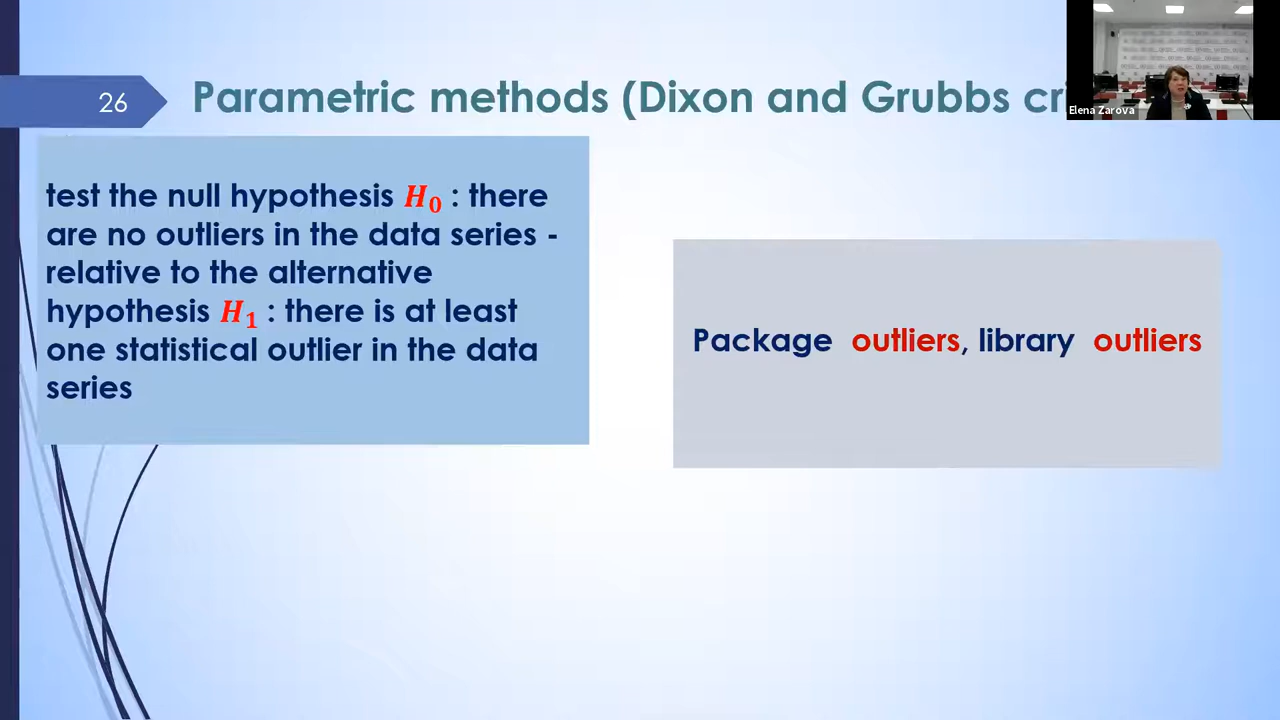 26
Parametric methods (Dixon and Grubbs
Elena Zarova
test the null hypothesis H₀ : there
are no outliers in the data series -
relative to the alternative
hypothesis H₁ : there is at least
one statistical outlier in the data
series
Package outliers, library outliers